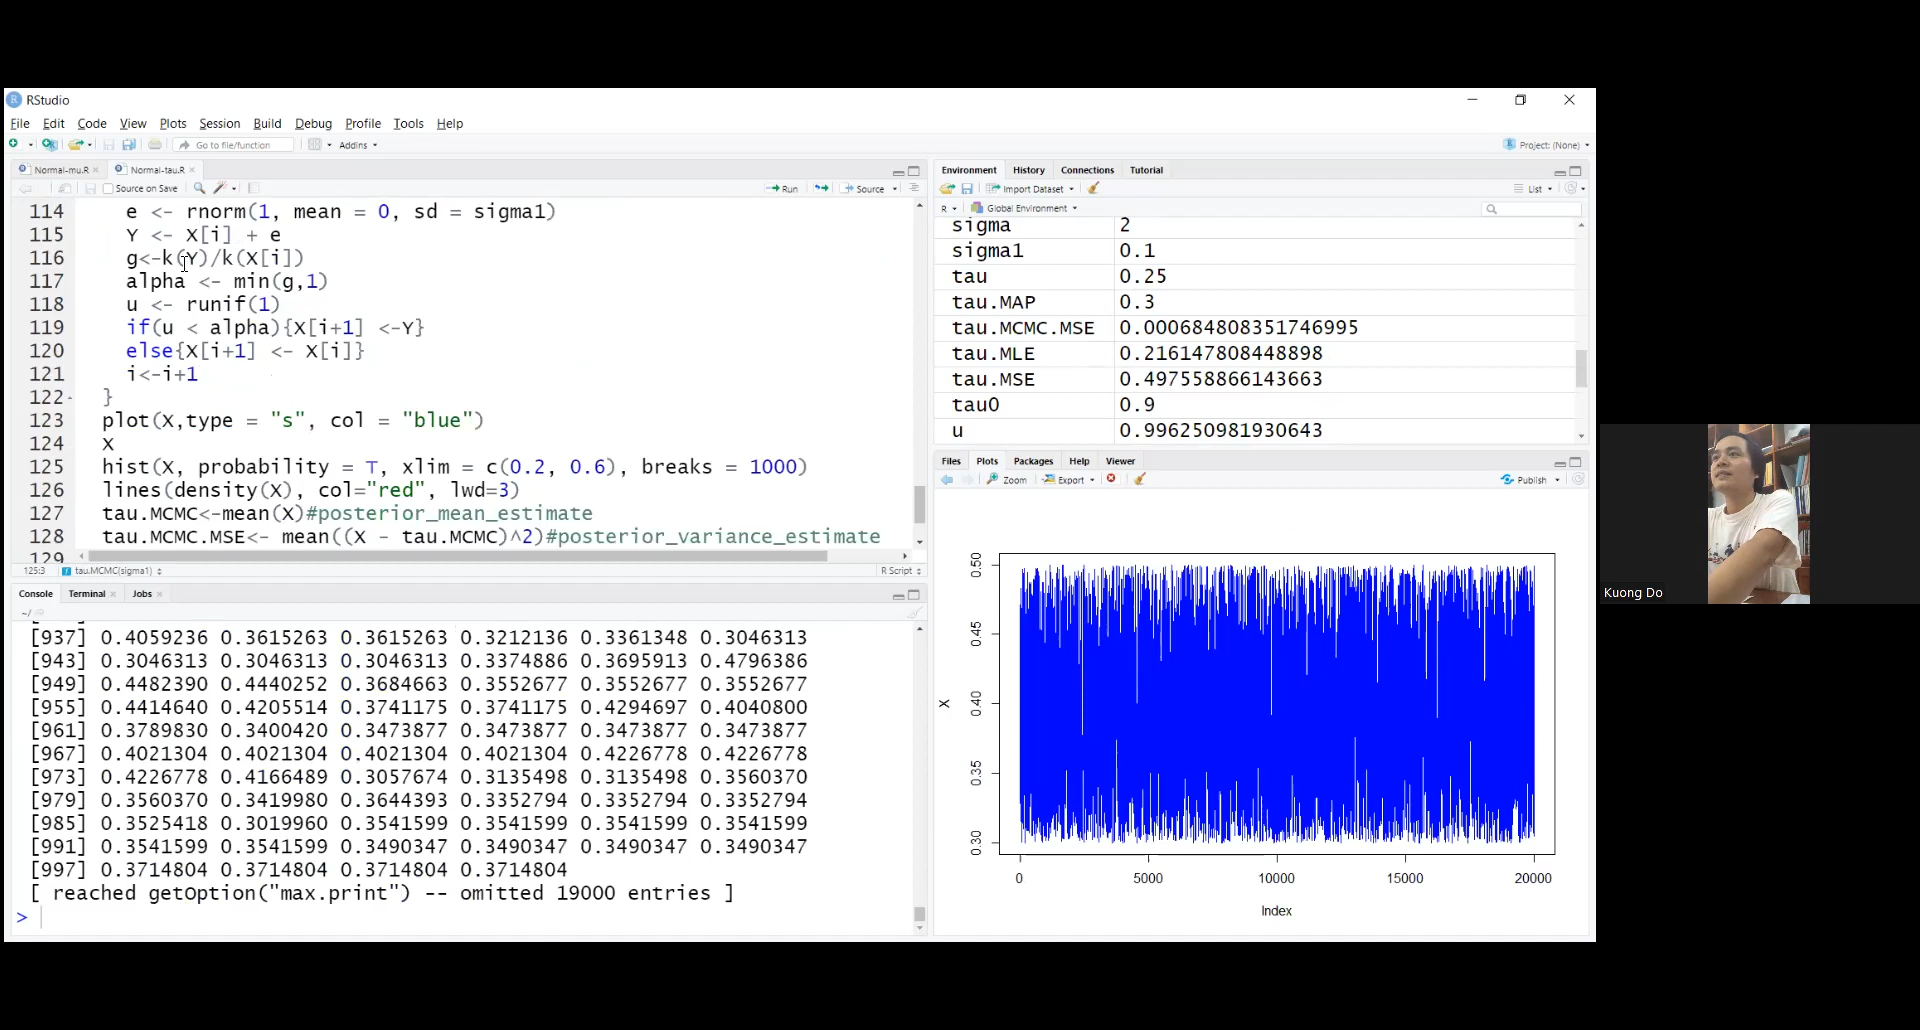 RStudio
File Edit Code View Plots Session Build Debug Profile Tools Help
Go to file/function Addins Project: (None)
Normal-mu.R Normal-tau.R
Source on Save Run Source
114 e <- rnorm(1, mean = 0, sd = sigma1)
115 Y <- X[i] + e
116 g<-k(Y)/k(X[i])
117 alpha <- min(g,1)
118 u <- runif(1)
119 if(u < alpha){X[i+1] <-Y}
120 else{X[i+1] <- X[i]}
121 i<-i+1
122 }
123 plot(X,type = "s", col = "blue")
124 X
125 hist(X, probability = T, xlim = c(0.2, 0.6), breaks = 1000)
126 lines(density(X), col="red", lwd=3)
127 tau.MCMC<-mean(X)#posterior_mean_estimate
128 tau.MCMC.MSE<- mean((X - tau.MCMC)^2)#posterior_variance_estimate
129
125:3 tau.MCMC(sigma1) R Script
Console Terminal Jobs
~/
[937] 0.4059236 0.3615263 0.3615263 0.3212136 0.3361348 0.3046313
[943] 0.3046313 0.3046313 0.3046313 0.3374886 0.3695913 0.4796386
[949] 0.4482390 0.4440252 0.3684663 0.3552677 0.3552677 0.3552677
[955] 0.4414640 0.4205514 0.3741175 0.3741175 0.4294697 0.4040800
[961] 0.3789830 0.3400420 0.3473877 0.3473877 0.3473877 0.3473877
[967] 0.4021304 0.4021304 0.4021304 0.4021304 0.4226778 0.4226778
[973] 0.4226778 0.4166489 0.3057674 0.3135498 0.3135498 0.3560370
[979] 0.3560370 0.3419980 0.3644393 0.3352794 0.3352794 0.3352794
[985] 0.3525418 0.3019960 0.3541599 0.3541599 0.3541599 0.3541599
[991] 0.3541599 0.3541599 0.3490347 0.3490347 0.3490347 0.3490347
[997] 0.3714804 0.3714804 0.3714804 0.3714804
[ reached getOption("max.print") -- omitted 19000 entries ]
>
Environment History Connections Tutorial
Import Dataset List
R Global Environment
sigma 2
sigma1 0.1
tau 0.25
tau.MAP 0.3
tau.MCMC.MSE 0.000684808351746995
tau.MLE 0.216147808448898
tau.MSE 0.497558866143663
tau0 0.9
u 0.996250981930643
Files Plots Packages Help Viewer
Zoom Export Publish
0.50
0.45
0.40
0.35
0.30
X
0 5000 10000 15000 20000
Index
Kuong Do